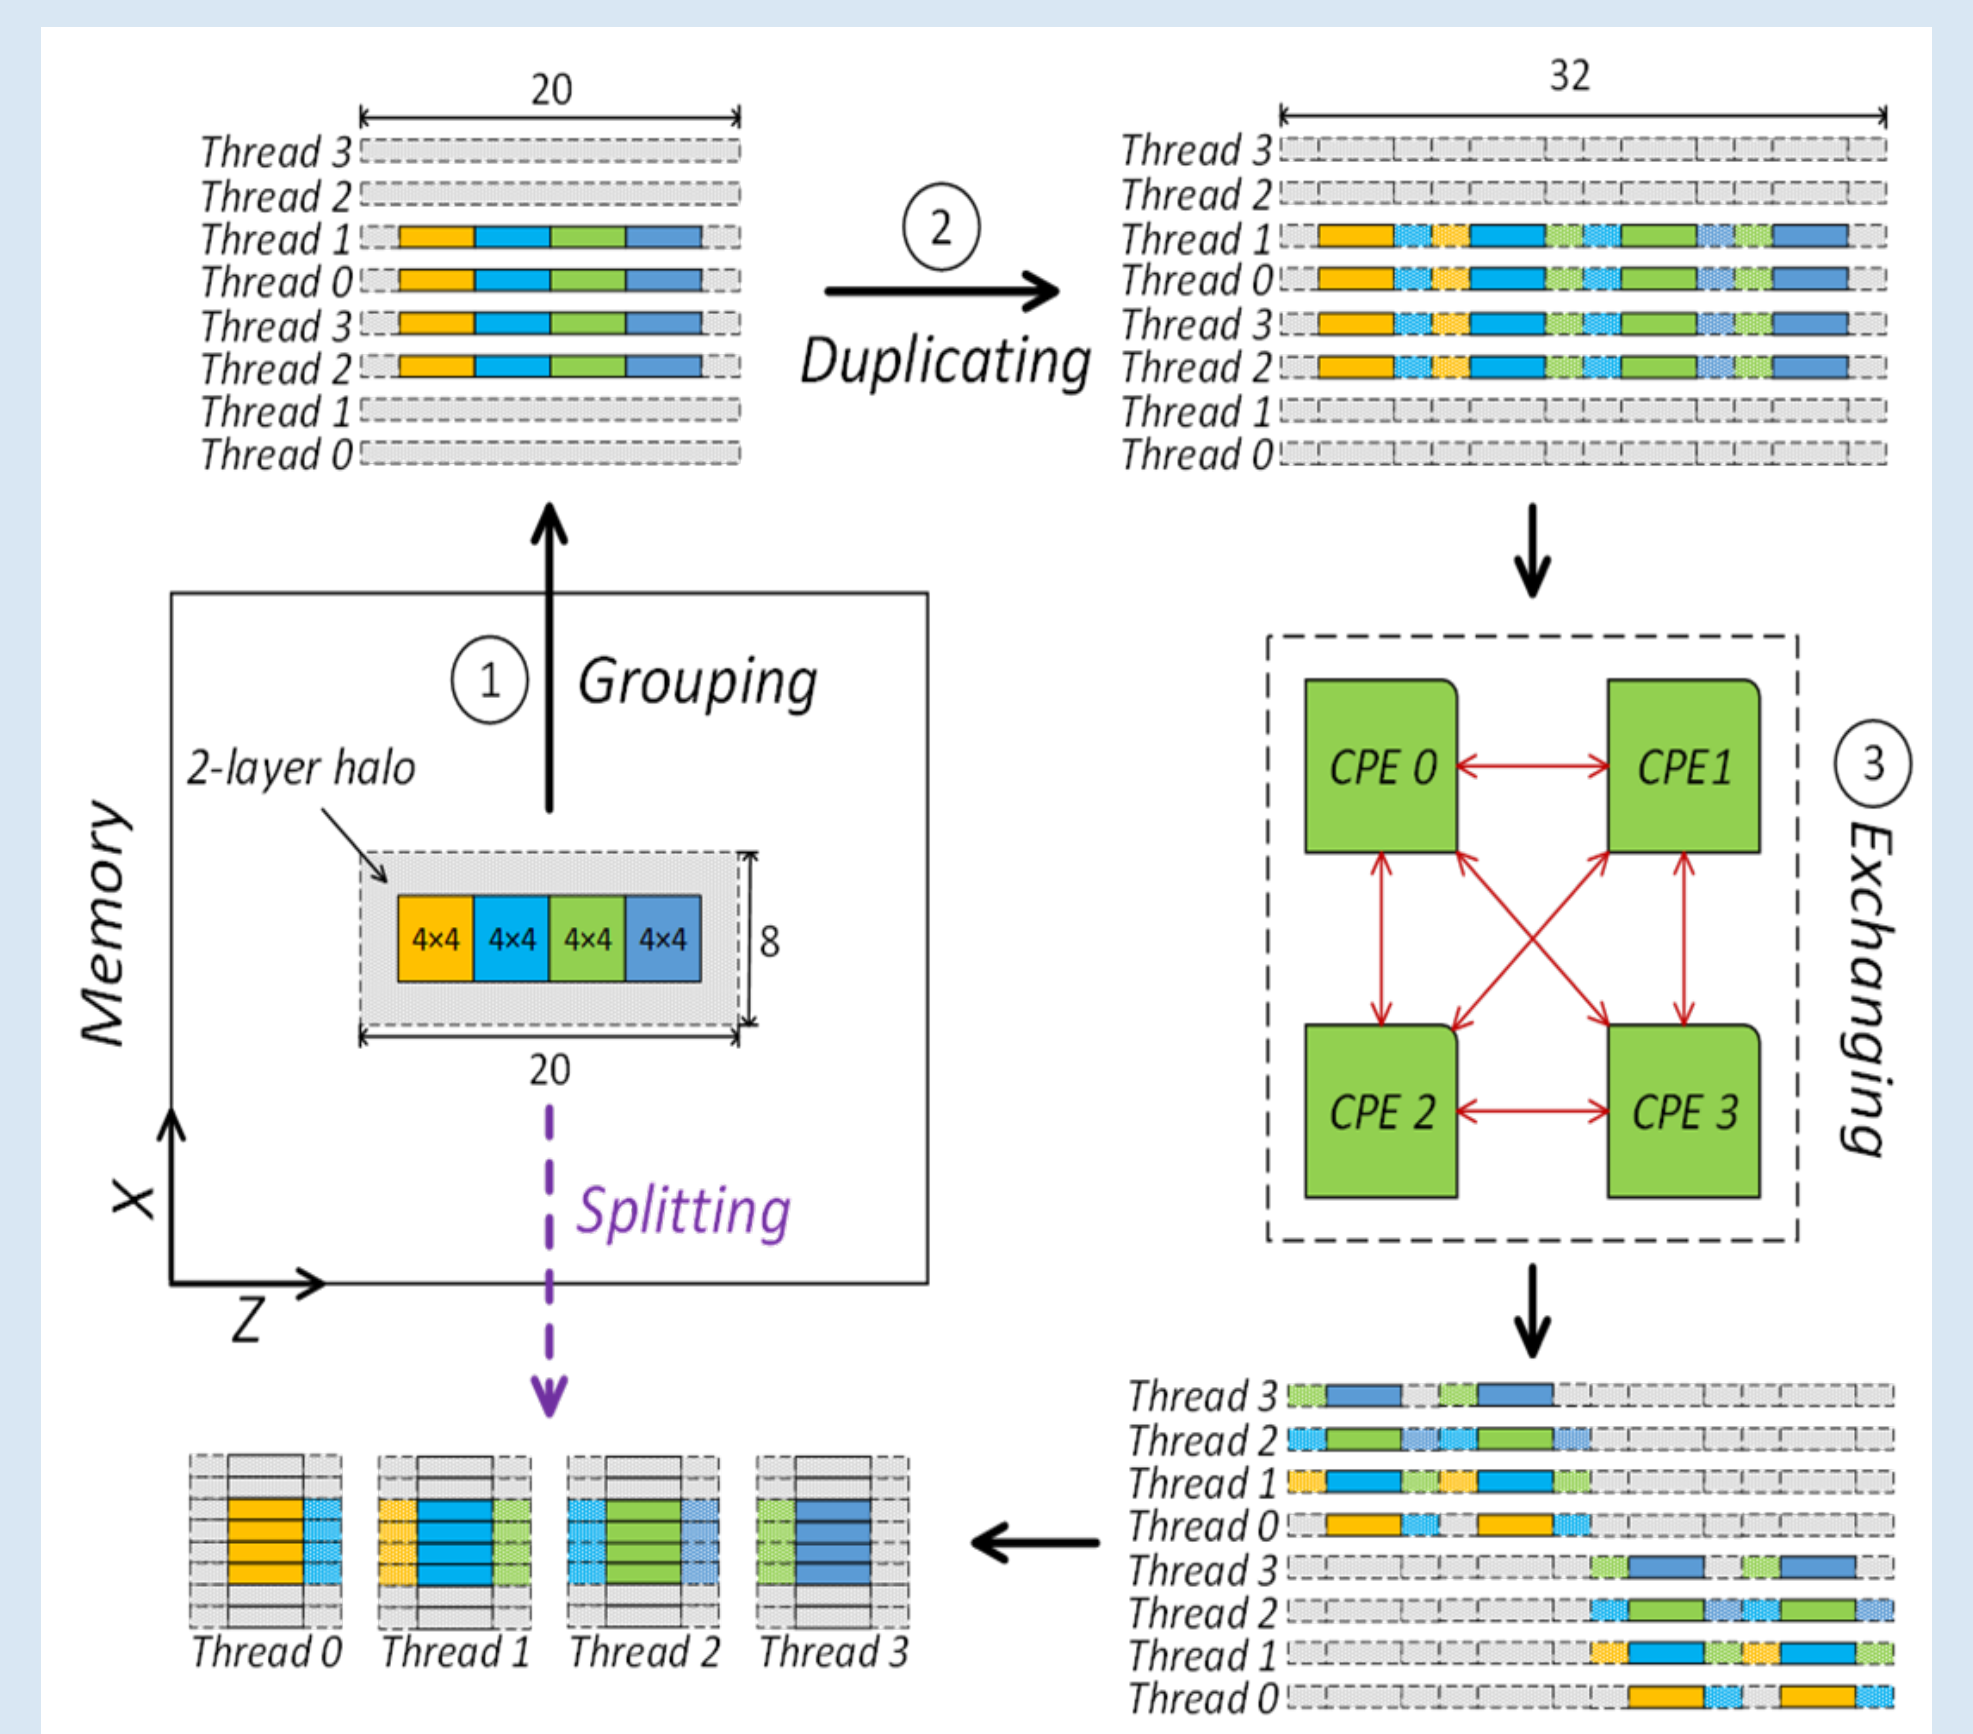 20
Thread 3
Thread 2
Thread 1
Thread 0
Thread 3
Thread 2
Thread 1
Thread 0
2
Duplicating
32
Thread 3
Thread 2
Thread 1
Thread 0
Thread 3
Thread 2
Thread 1
Thread 0
Memory
1
Grouping
2-layer halo
4×4 4×4 4×4 4×4
8
20
X
Z
Splitting
CPE 0
CPE1
CPE 2
CPE 3
3
Exchanging
Thread 3
Thread 2
Thread 1
Thread 0
Thread 3
Thread 2
Thread 1
Thread 0
Thread 0 Thread 1 Thread 2 Thread 3